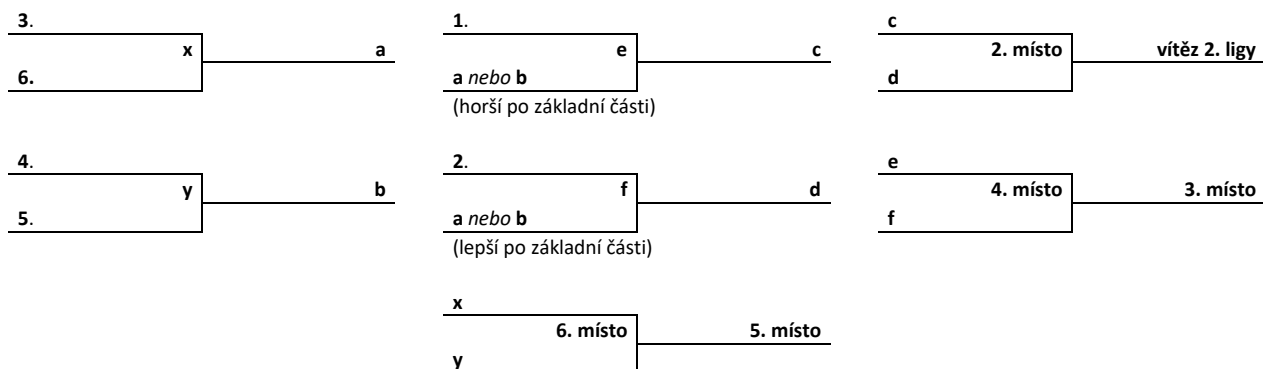 3.
x a
6.
1.
e c
a nebo b
(horší po základní části)
c
2. místo vítěz 2. ligy
d
4.
y b
5.
2.
f d
a nebo b
(lepší po základní části)
e
4. místo 3. místo
f
x
6. místo 5. místo
y